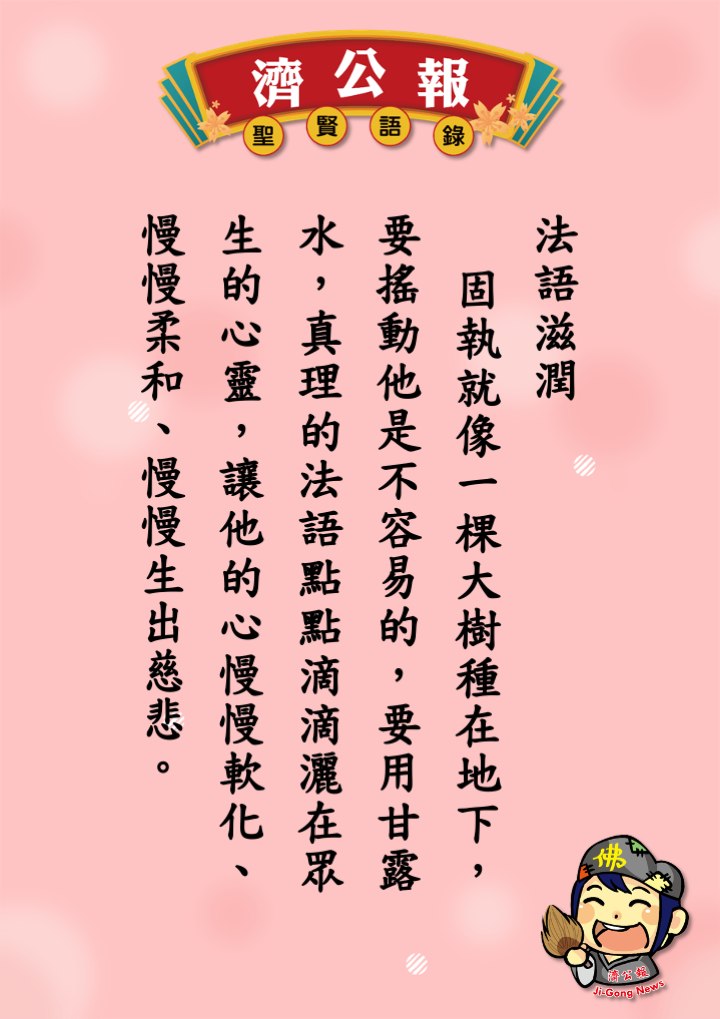 濟公報
聖賢語錄
法語滋潤
固執就像一棵大樹種在地下，
要搖動他是不容易的，要用甘露
水，真理的法語點點滴滴灑在眾
生的心靈，讓他的心慢慢軟化、
慢慢柔和、慢慢生出慈悲。
佛
濟公報
Ji-Gong News